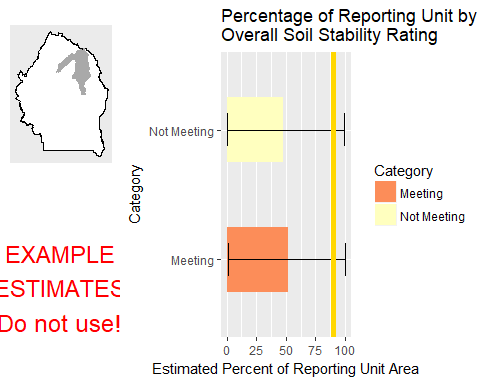 Percentage of Reporting Unit by
Overall Soil Stability Rating
Not Meeting
Meeting
Category
0 25 50 75 100
Estimated Percent of Reporting Unit Area
Category
Meeting
Not Meeting
EXAMPLE
ESTIMATES
Do not use!